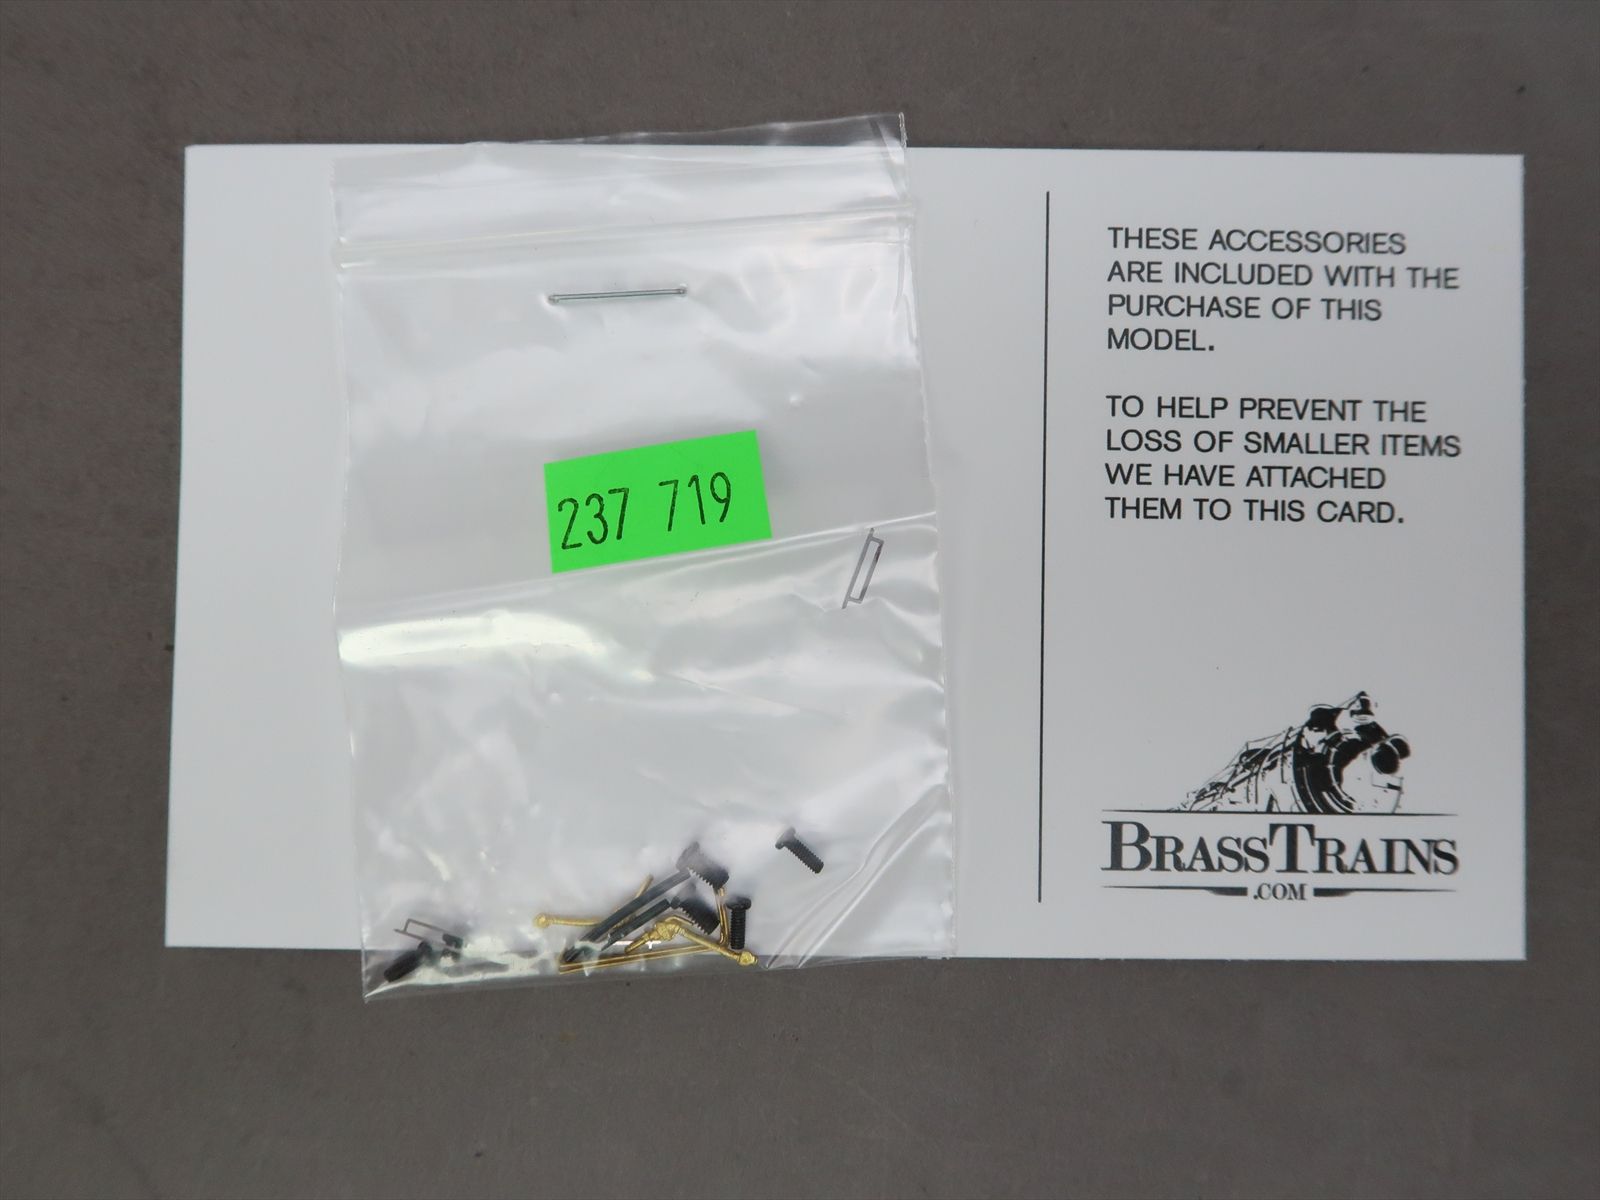 237 719
THESE ACCESSORIES
ARE INCLUDED WITH THE
PURCHASE OF THIS
MODEL.
TO HELP PREVENT THE
LOSS OF SMALLER ITEMS
WE HAVE ATTACHED
THEM TO THIS CARD.
BRASSTRAINS
.COM